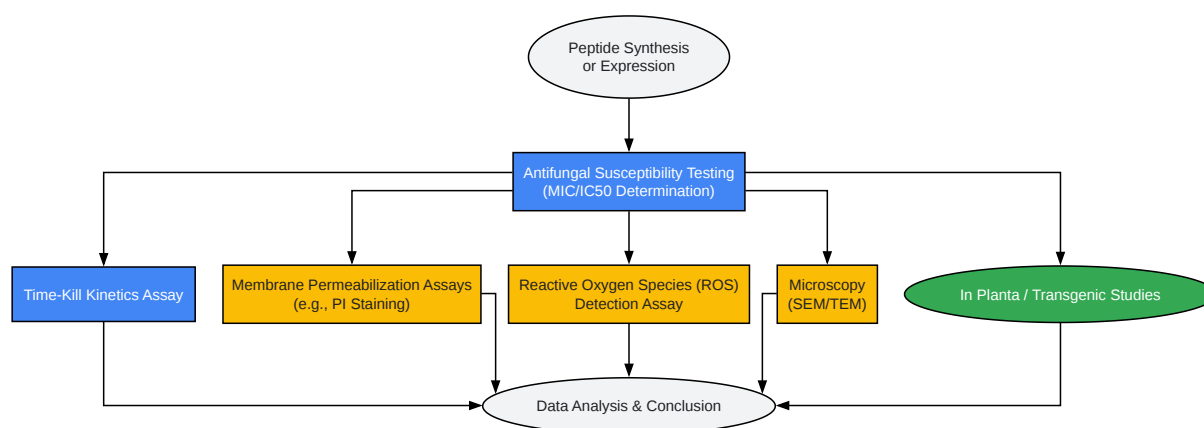 Peptide Synthesis
or Expression
Antifungal Susceptibility Testing
(MIC/IC50 Determination)
Time-Kill Kinetics Assay
Membrane Permeabilization Assays
(e.g., PI Staining)
Reactive Oxygen Species (ROS)
Detection Assay
Microscopy
(SEM/TEM)
In Planta / Transgenic Studies
Data Analysis & Conclusion